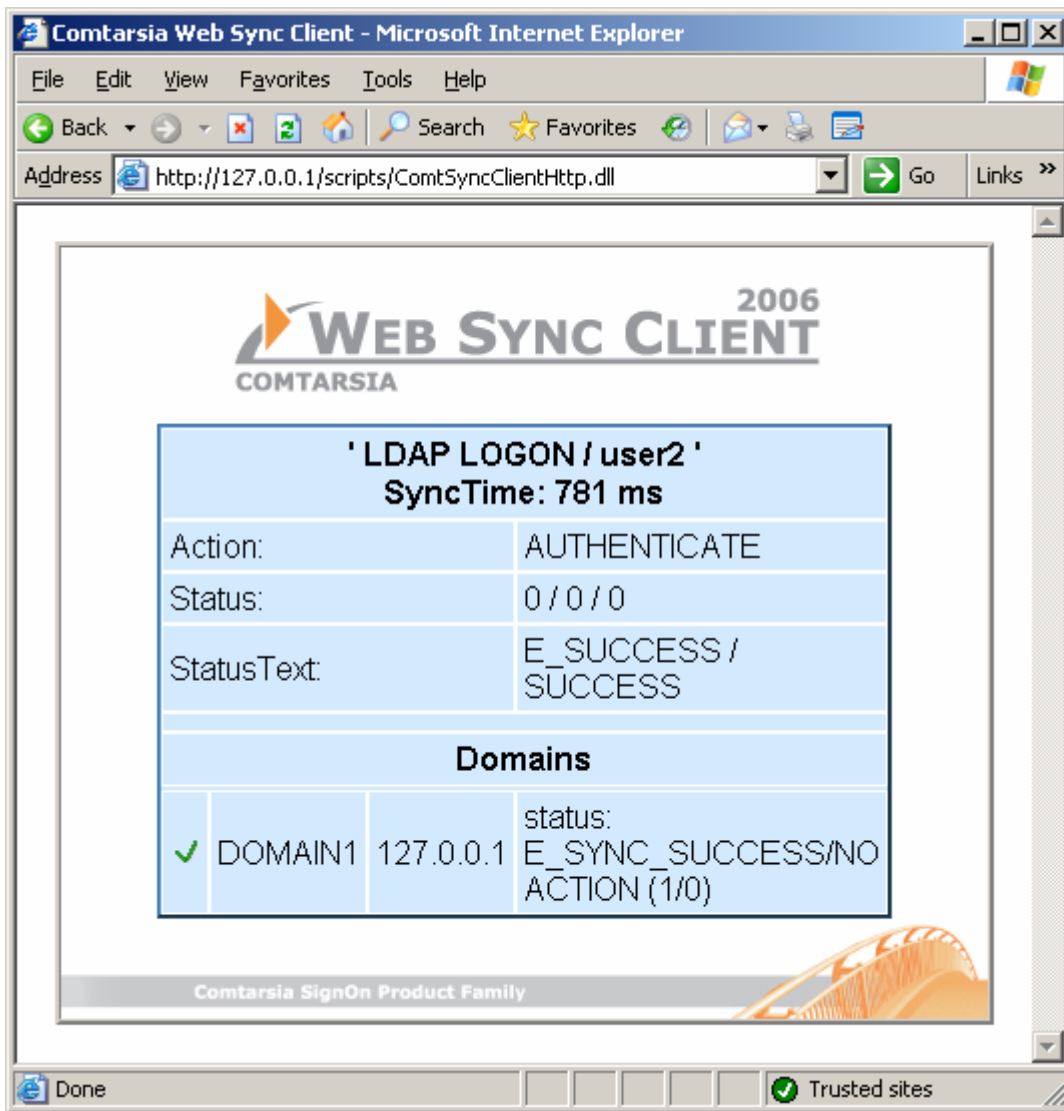 Comtarsia Web Sync Client - Microsoft Internet Explorer
File Edit View Favorites Tools Help
Back Search Favorites
Address http://127.0.0.1/scripts/ComtSyncClientHttp.dll Go Links »
2006
WEB SYNC CLIENT
COMTARSIA
' LDAP LOGON / user2 '
SyncTime: 781 ms
Action: AUTHENTICATE
Status: 0 / 0 / 0
StatusText: E_SUCCESS /
SUCCESS
Domains
status:
DOMAIN1 127.0.0.1 E_SYNC_SUCCESS/NO
ACTION (1/0)
Comtarsia SignOn Product Family
Done Trusted sites